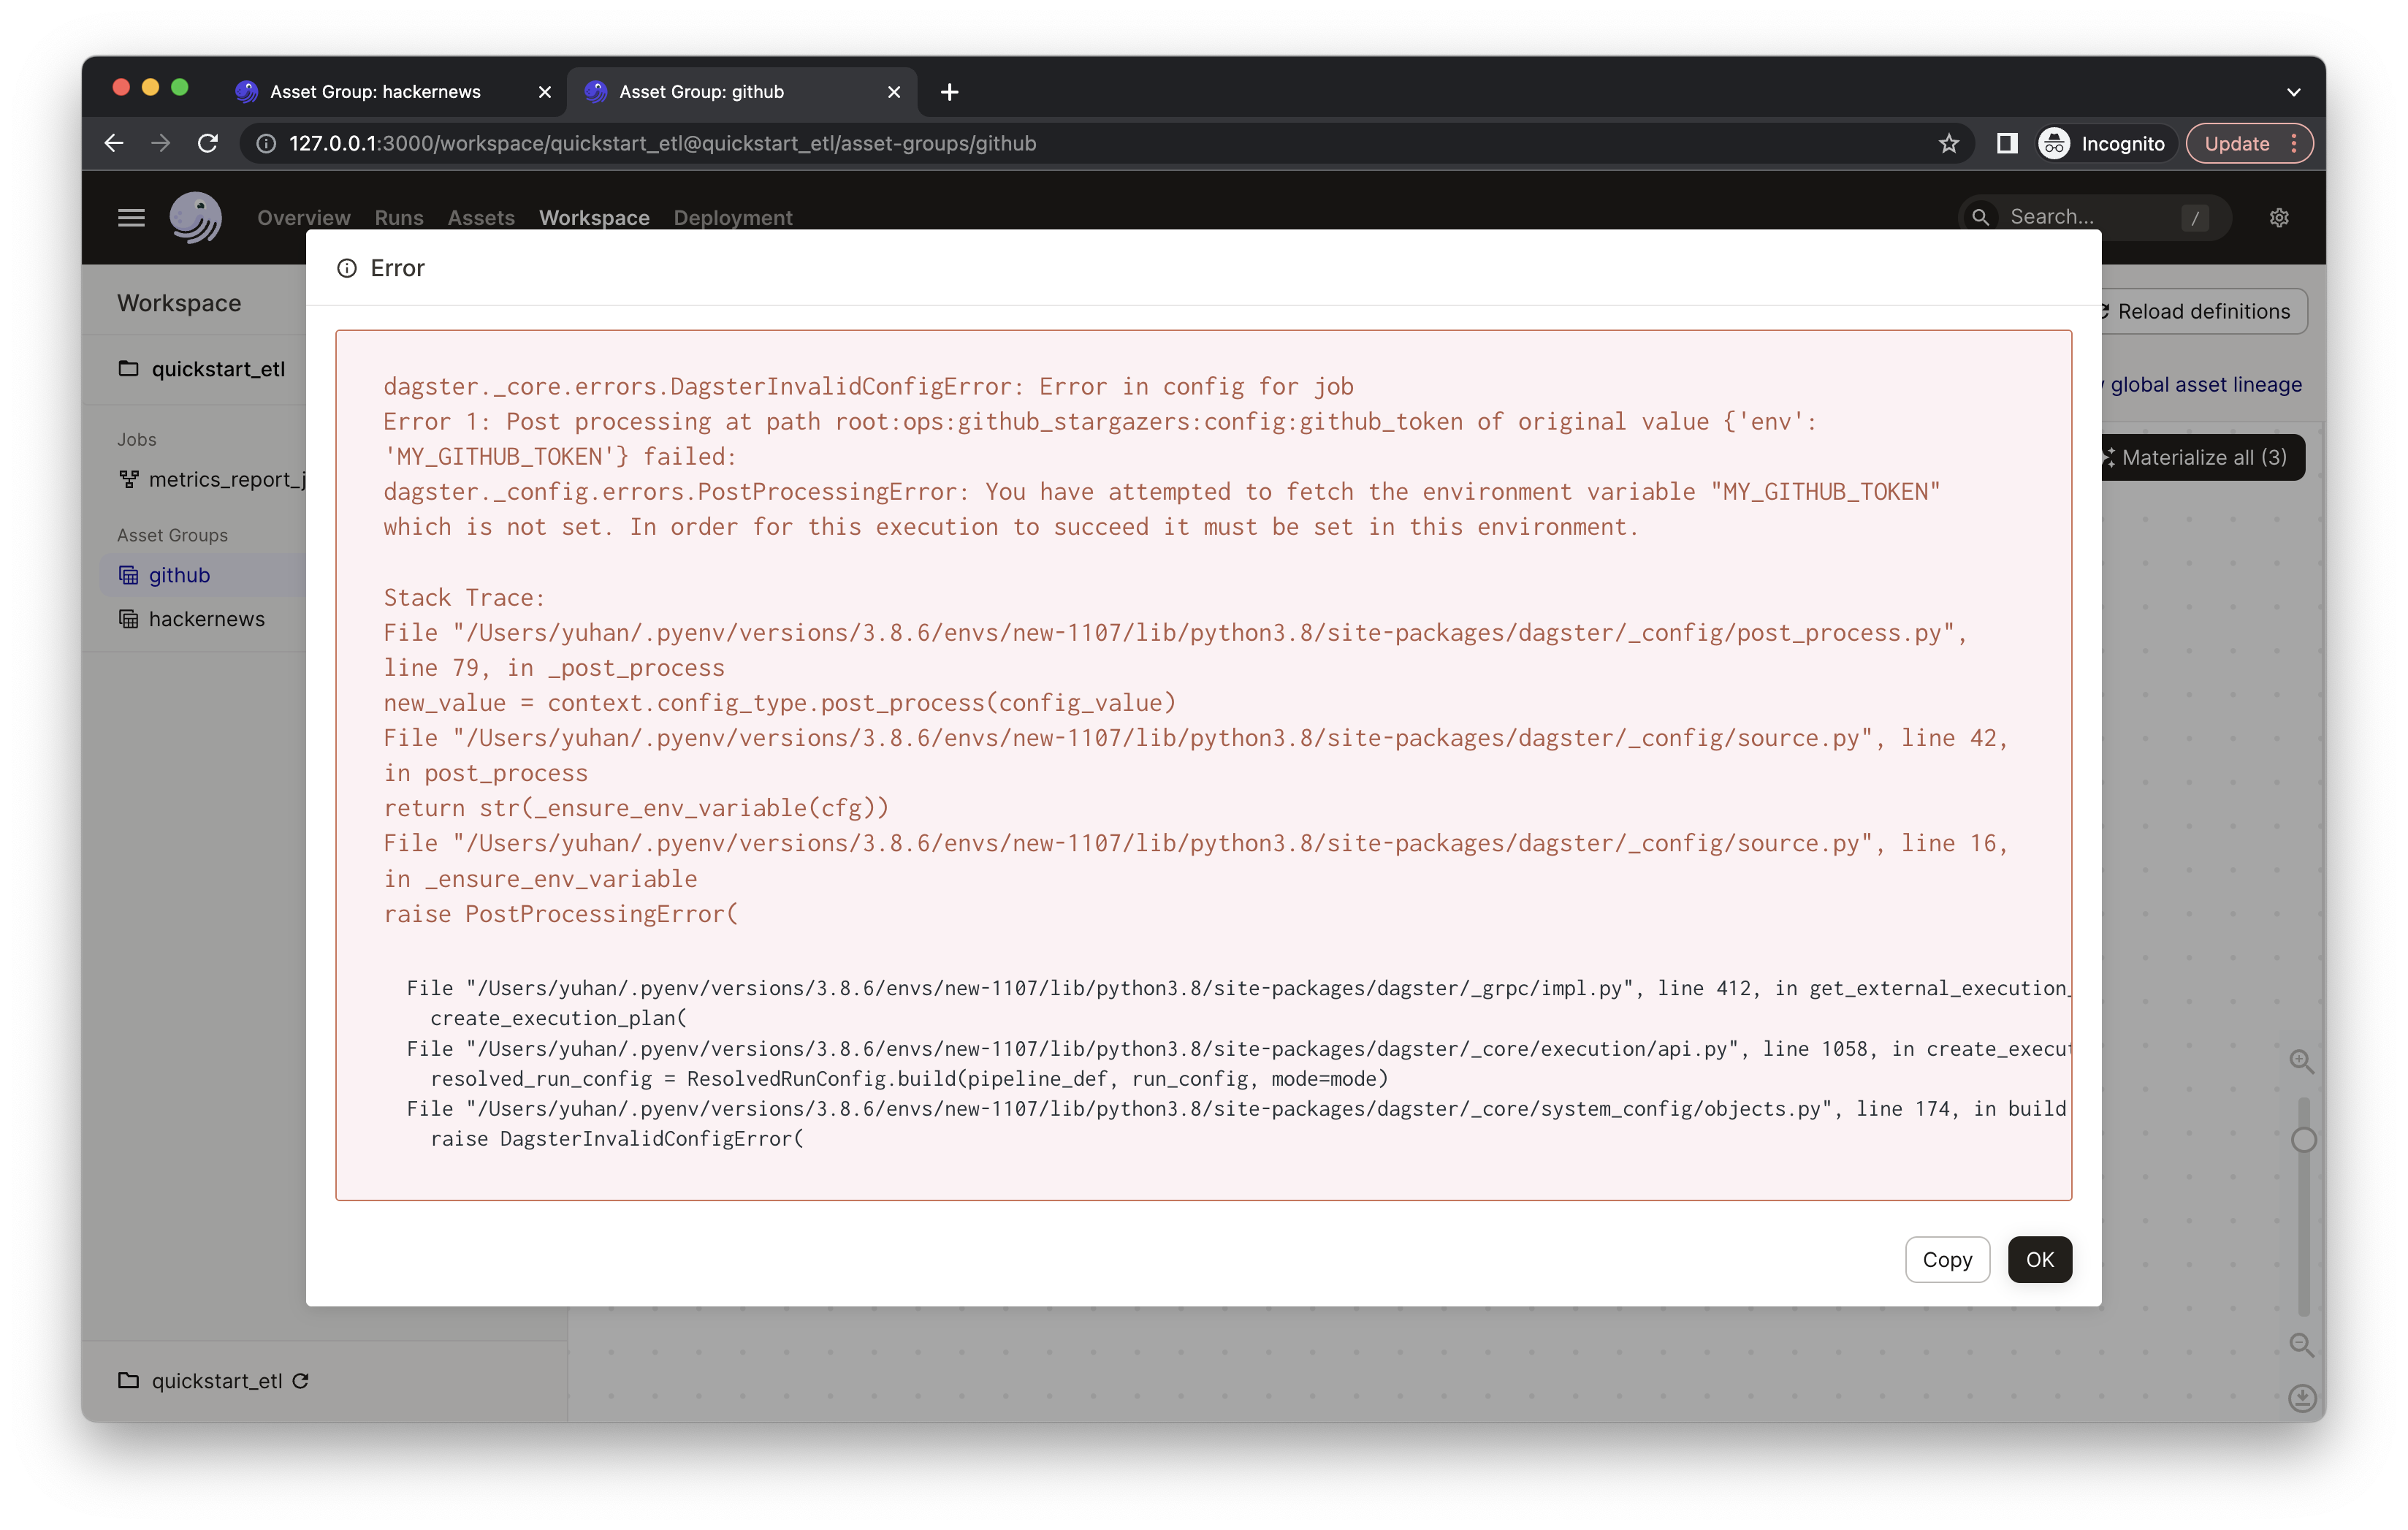 Asset Group: hackernews
Asset Group: github
127.0.0.1:3000/workspace/quickstart_etl@quickstart_etl/asset-groups/github
Incognito
Update
Overview Runs Assets Workspace Deployment
Search... /
Error
Workspace
Reload definitions
quickstart_etl
global asset lineage
Jobs
metrics_report_j
Materialize all (3)
Asset Groups
github
hackernews
dagster._core.errors.DagsterInvalidConfigError: Error in config for job
Error 1: Post processing at path root:ops:github_stargazers:config:github_token of original value {'env':
'MY_GITHUB_TOKEN'} failed:
dagster._config.errors.PostProcessingError: You have attempted to fetch the environment variable "MY_GITHUB_TOKEN"
which is not set. In order for this execution to succeed it must be set in this environment.
Stack Trace:
File "/Users/yuhan/.pyenv/versions/3.8.6/envs/new-1107/lib/python3.8/site-packages/dagster/_config/post_process.py",
line 79, in _post_process
new_value = context.config_type.post_process(config_value)
File "/Users/yuhan/.pyenv/versions/3.8.6/envs/new-1107/lib/python3.8/site-packages/dagster/_config/source.py", line 42,
in post_process
return str(_ensure_env_variable(cfg))
File "/Users/yuhan/.pyenv/versions/3.8.6/envs/new-1107/lib/python3.8/site-packages/dagster/_config/source.py", line 16,
in _ensure_env_variable
raise PostProcessingError(
File "/Users/yuhan/.pyenv/versions/3.8.6/envs/new-1107/lib/python3.8/site-packages/dagster/_grpc/impl.py", line 412, in get_external_execution_
create_execution_plan(
File "/Users/yuhan/.pyenv/versions/3.8.6/envs/new-1107/lib/python3.8/site-packages/dagster/_core/execution/api.py", line 1058, in create_execut
resolved_run_config = ResolvedRunConfig.build(pipeline_def, run_config, mode=mode)
File "/Users/yuhan/.pyenv/versions/3.8.6/envs/new-1107/lib/python3.8/site-packages/dagster/_core/system_config/objects.py", line 174, in build
raise DagsterInvalidConfigError(
Copy
OK
quickstart_etl